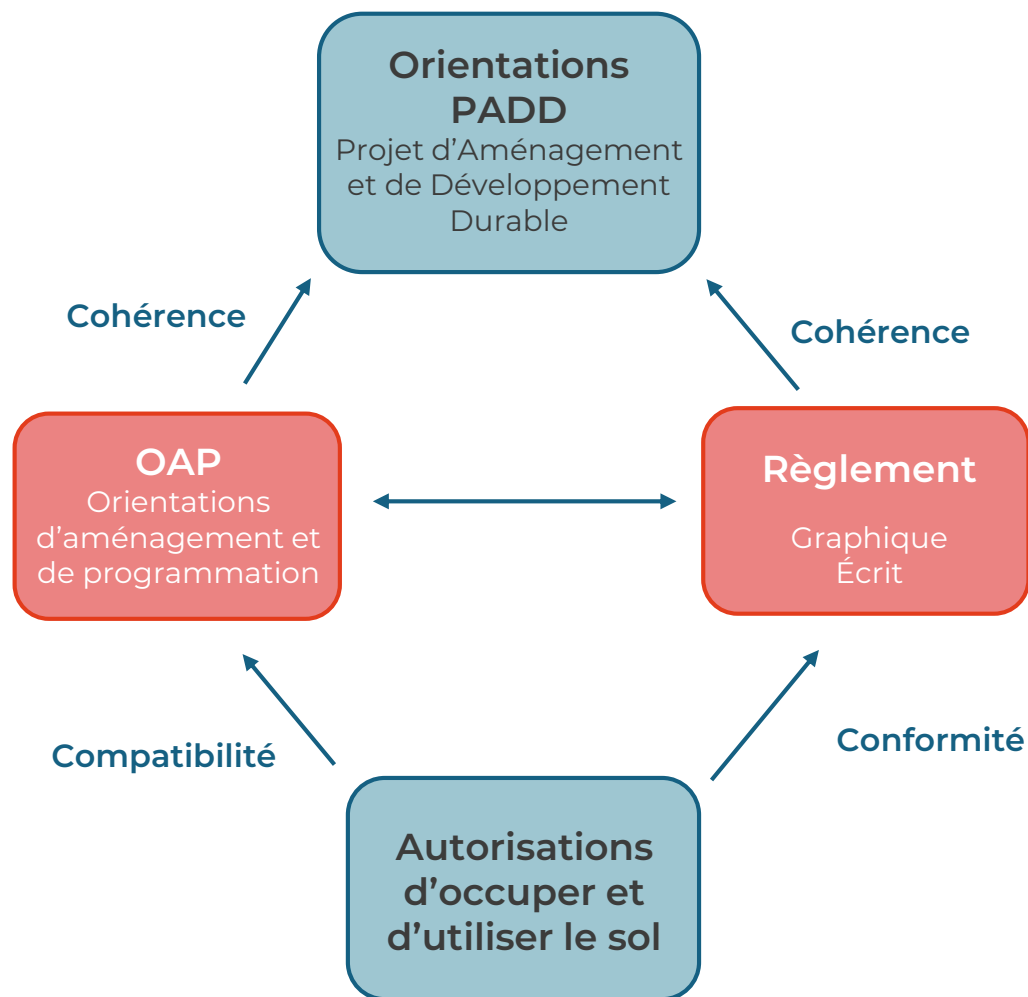 Orientations
PADD
Projet d’Aménagement
et de Développement
Durable
Cohérence
Cohérence
OAP
Orientations
d’aménagement et
de programmation
Règlement
Graphique
Écrit
Compatibilité
Conformité
Autorisations
d’occuper et
d’utiliser le sol